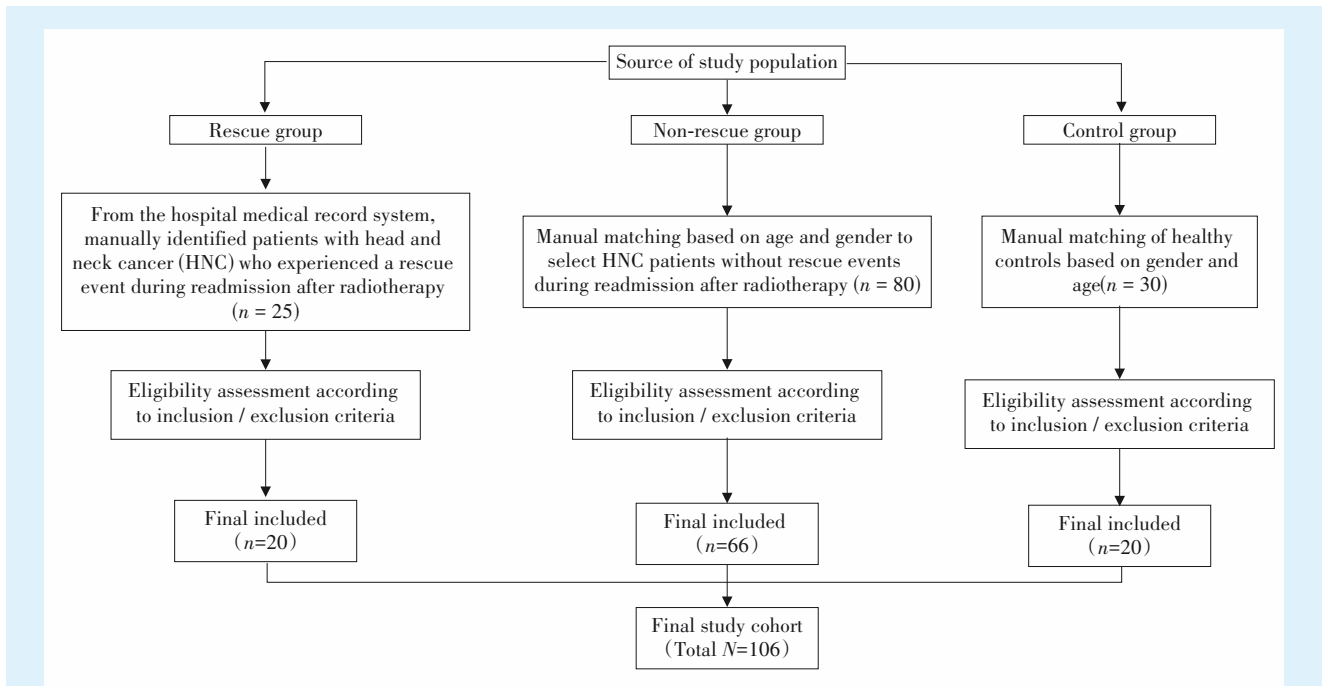 Source of study population
Rescue group
Non-rescue group
Control group
From the hospital medical record system,
manually identified patients with head and
neck cancer (HNC) who experienced a rescue
event during readmission after radiotherapy
(n = 25)
Manual matching based on age and gender to
select HNC patients without rescue events
during readmission after radiotherapy (n = 80)
Manual matching of healthy
controls based on gender and
age(n = 30)
Eligibility assessment according
to inclusion / exclusion criteria
Eligibility assessment according
to inclusion / exclusion criteria
Eligibility assessment according
to inclusion / exclusion criteria
Final included
(n=20)
Final included
(n=66)
Final included
(n=20)
Final study cohort
(Total N=106)